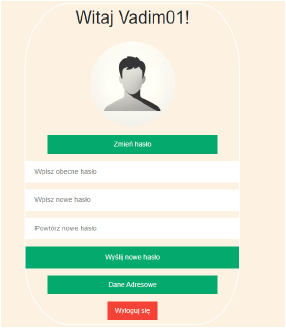 Witaj Vadim01!
Zmień hasło
Wpisz obecne hasło
Wpisz nowe hasło
Powtórz nowe hasło
Wyślij nowe hasło
Dane Adresowe
Wyloguj się